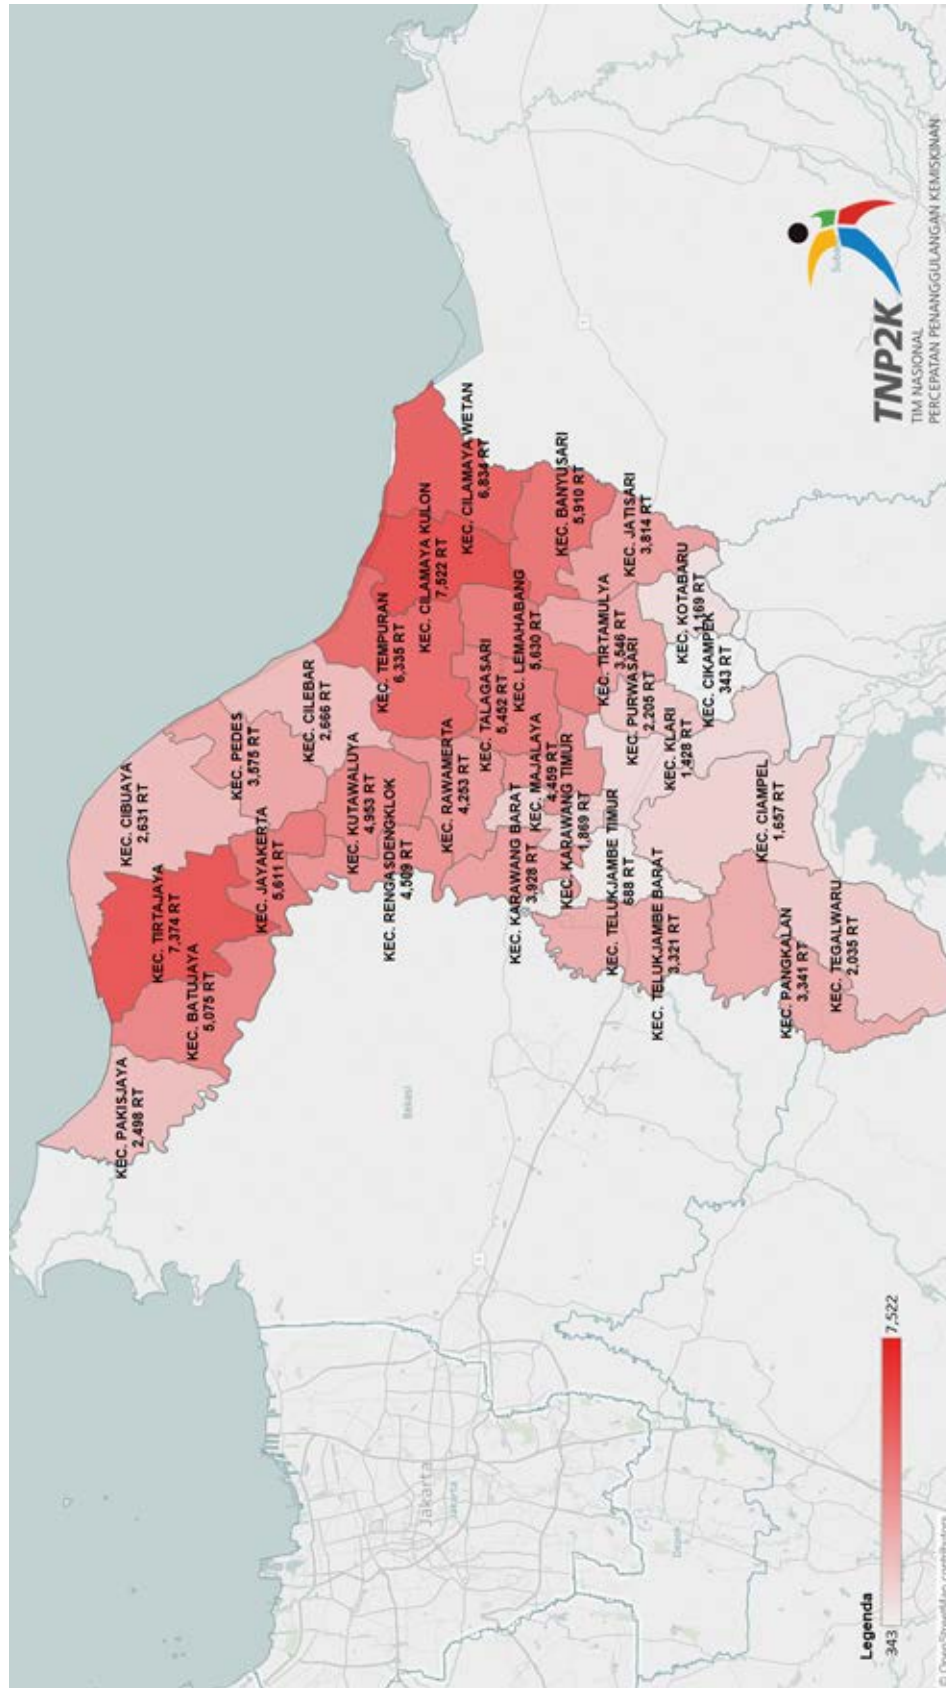 KEC. PAKISJAYA
2,498 RT
KEC. BATUJAYA
5,075 RT
KEC. TIRTAJAYA
7,374 RT
KEC. CIBUAYA
2,631 RT
KEC. JAYAKERTA
5,611 RT
KEC. PEDES
3,575 RT
KEC. CILEBAR
2,666 RT
KEC. KUTAWALUYA
4,953 RT
KEC. RENGASDENGKLOK
4,509 RT
KEC. TEMPURAN
6,335 RT
KEC. CILAMAYA KULON
7,522 RT
KEC. CILAMAYA WETAN
6,834 RT
KEC. RAWAMERTA
4,253 RT
KEC. TALAGASARI
5,452 RT
KEC. LEMAHABANG
5,630 RT
KEC. BANYUSARI
5,910 RT
KEC. KARAWANG BARAT
3,928 RT
KEC. MAJALAYA
4,459 RT
KEC. KARAWANG TIMUR
1,869 RT
KEC. TIRTAMULYA
3,546 RT
KEC. JATISARI
3,814 RT
KEC. PURWASARI
2,205 RT
KEC. KLARI
1,428 RT
KEC. KOTABARU
1,169 RT
KEC. CIKAMPEK
343 RT
KEC. TELUKJAMBE TIMUR
688 RT
KEC. TELUKJAMBE BARAT
3,321 RT
KEC. CIAMPEL
1,657 RT
KEC. PANGKALAN
3,341 RT
KEC. TEGALWARU
2,035 RT
Bekasi
Jakarta
Jakarta
Depok
Legenda
343
7,522
TNP2K
TIM NASIONAL
PERCEPATAN PENANGGULANGAN KEMISKINAN